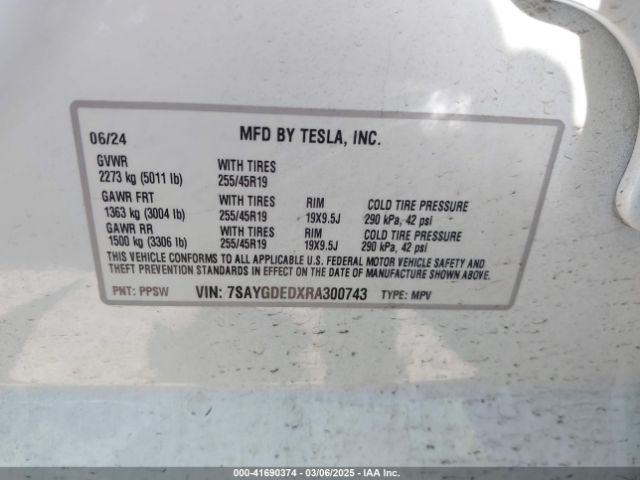 06/24 MFD BY TESLA, INC.
GVWR WITH TIRES
2273 kg (5011 lb) 255/45R19
GAWR FRT WITH TIRES RIM COLD TIRE PRESSURE
1363 kg (3004 lb) 255/45R19 19X9.5J 290 kPa, 42 psi
GAWR RR WITH TIRES RIM COLD TIRE PRESSURE
1500 kg (3306 lb) 255/45R19 19X9.5J 290 kPa, 42 psi
THIS VEHICLE CONFORMS TO ALL APPLICABLE U.S. FEDERAL MOTOR VEHICLE SAFETY AND
THEFT PREVENTION STANDARDS IN EFFECT ON THE DATE OF MANUFACTURE SHOWN ABOVE.
PNT: PPSW VIN: 7SAYGDEDXRA300743 TYPE: MPV
000-41690374 | 03/06/2025 - IAA Inc.